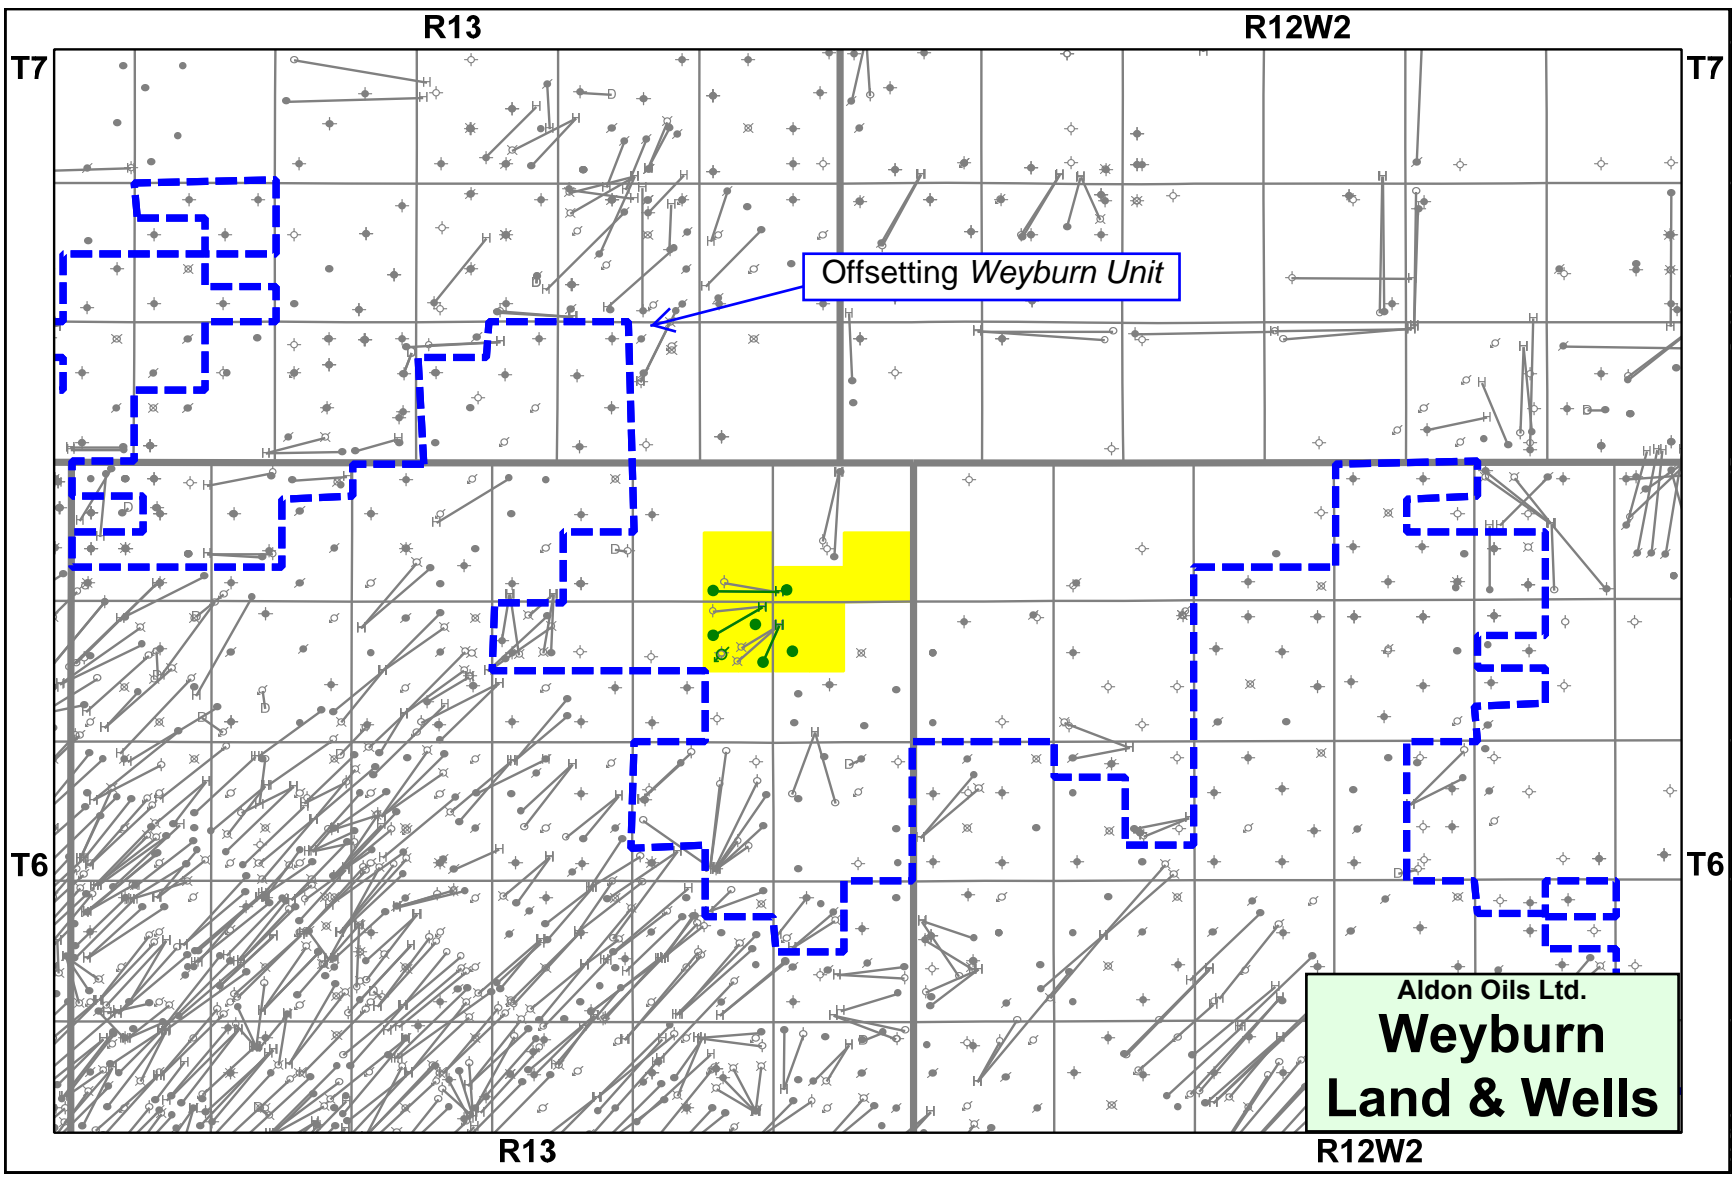 R13 R12W2
T7 T7
Offsetting Weyburn Unit
T6 T6
Aldon Oils Ltd.
Weyburn
Land & Wells
R13 R12W2